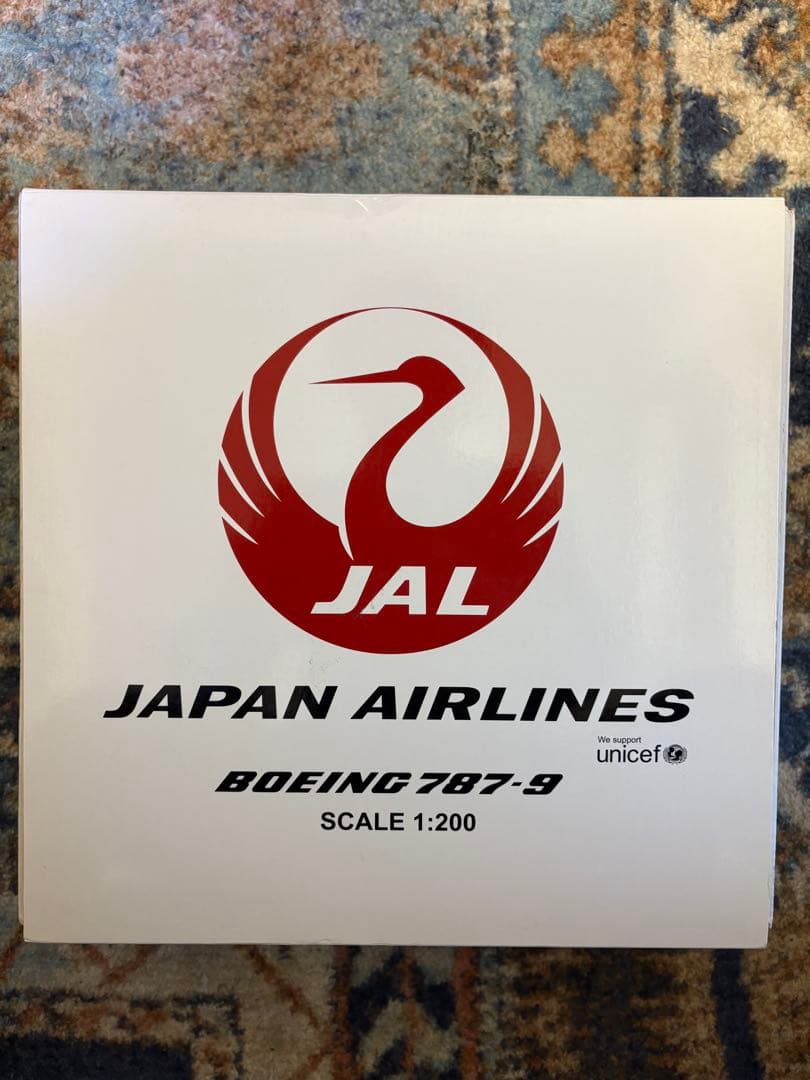 JAL
JAPAN AIRLINES
We support
unicef
BOEING 787-9
SCALE 1:200